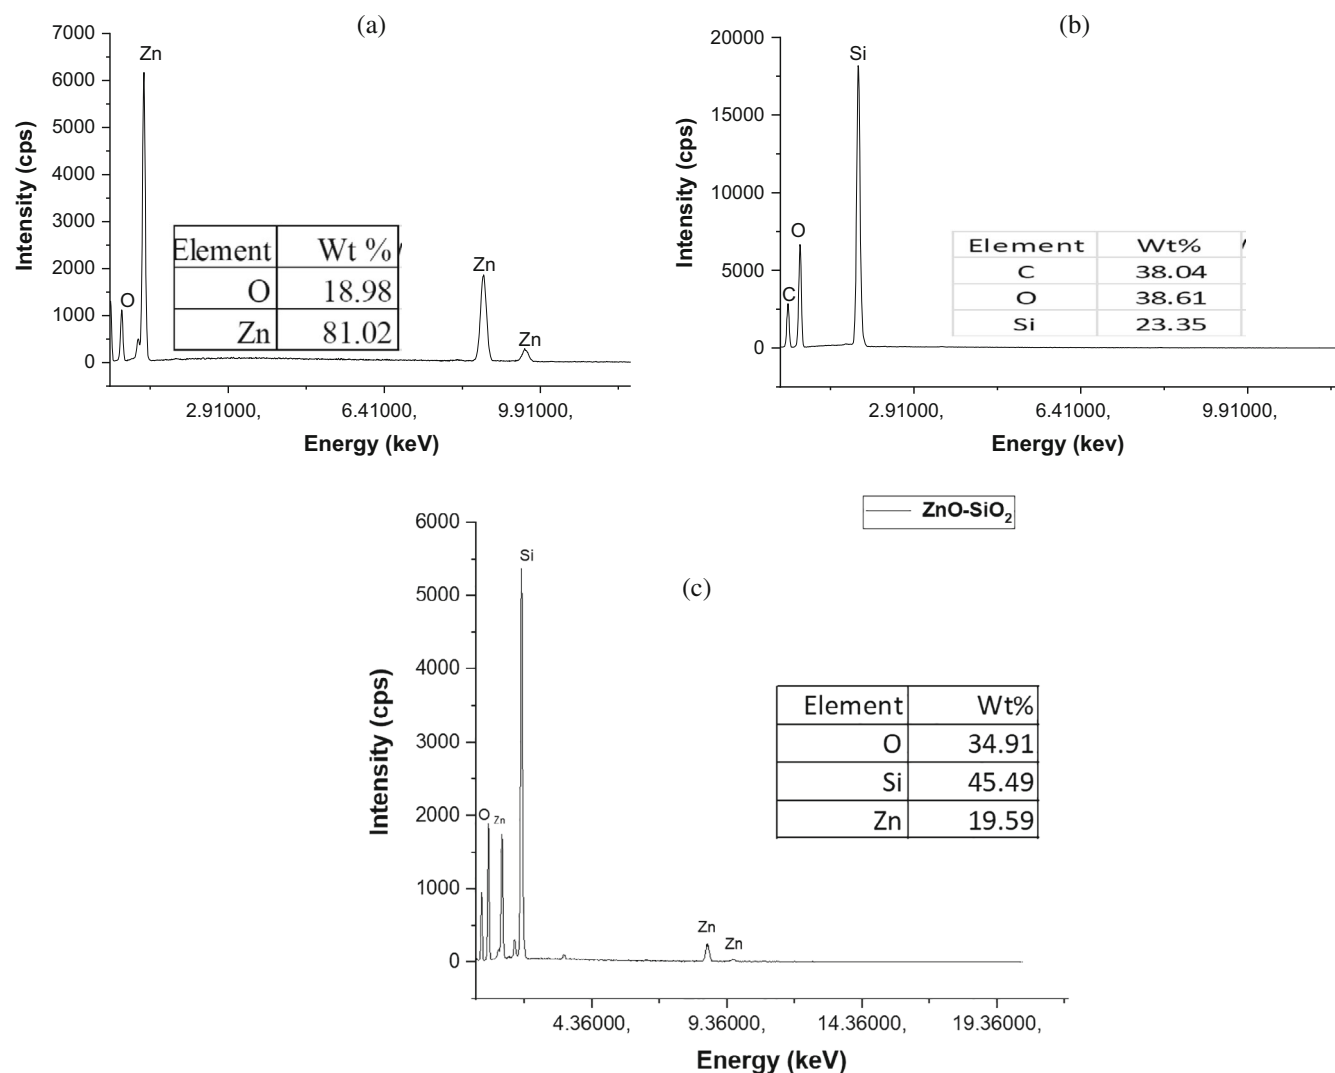 (a)
7000
6000
5000
4000
3000
2000
1000
0
Intensity (cps)
Zn
O
Zn
Zn
Element Wt %
O 18.98
Zn 81.02
2.91000, 6.41000, 9.91000,
Energy (keV)
(b)
20000
15000
10000
5000
0
Intensity (cps)
Si
O
C
Element Wt%
C 38.04
O 38.61
Si 23.35
2.91000, 6.41000, 9.91000,
Energy (kev)
ZnO-SiO₂
(c)
6000
5000
4000
3000
2000
1000
0
Intensity (cps)
Si
O Zn
Zn
Zn
Element Wt%
O 34.91
Si 45.49
Zn 19.59
4.36000, 9.36000, 14.36000, 19.36000,
Energy (keV)